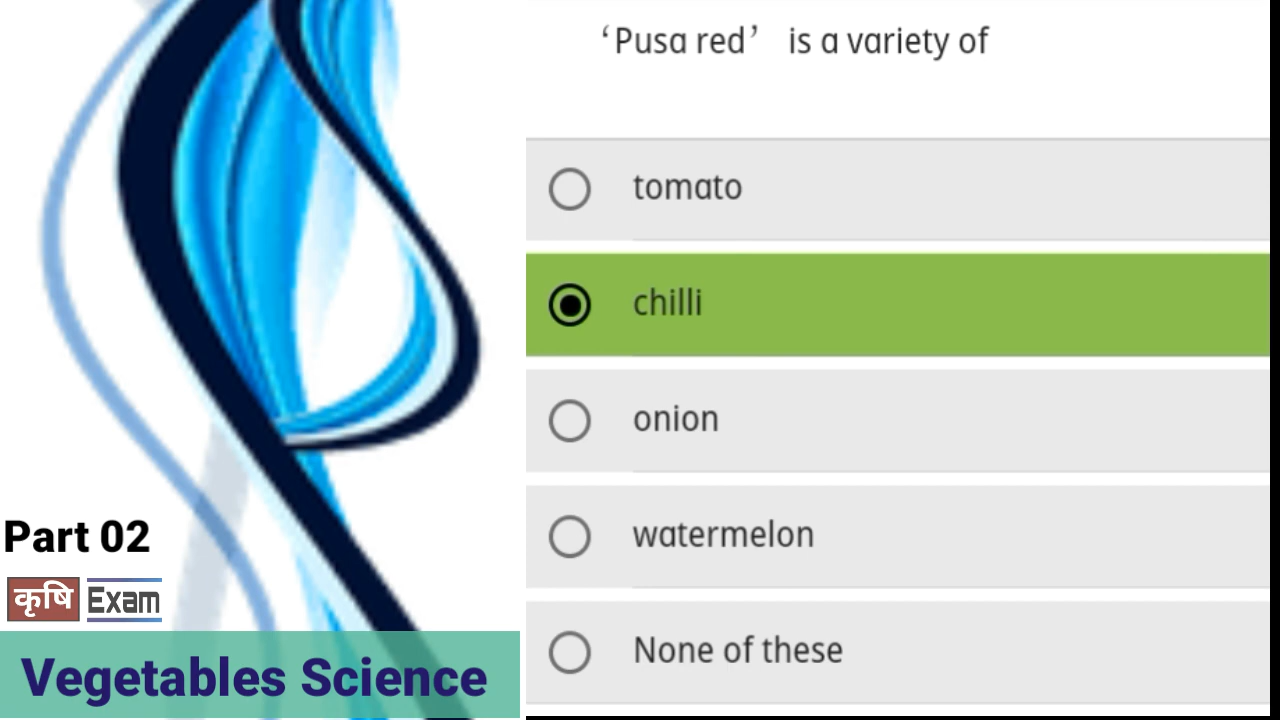 ‘Pusa red’ is a variety of
tomato
chilli
onion
watermelon
None of these
Part 02
कृषि Exam
Vegetables Science